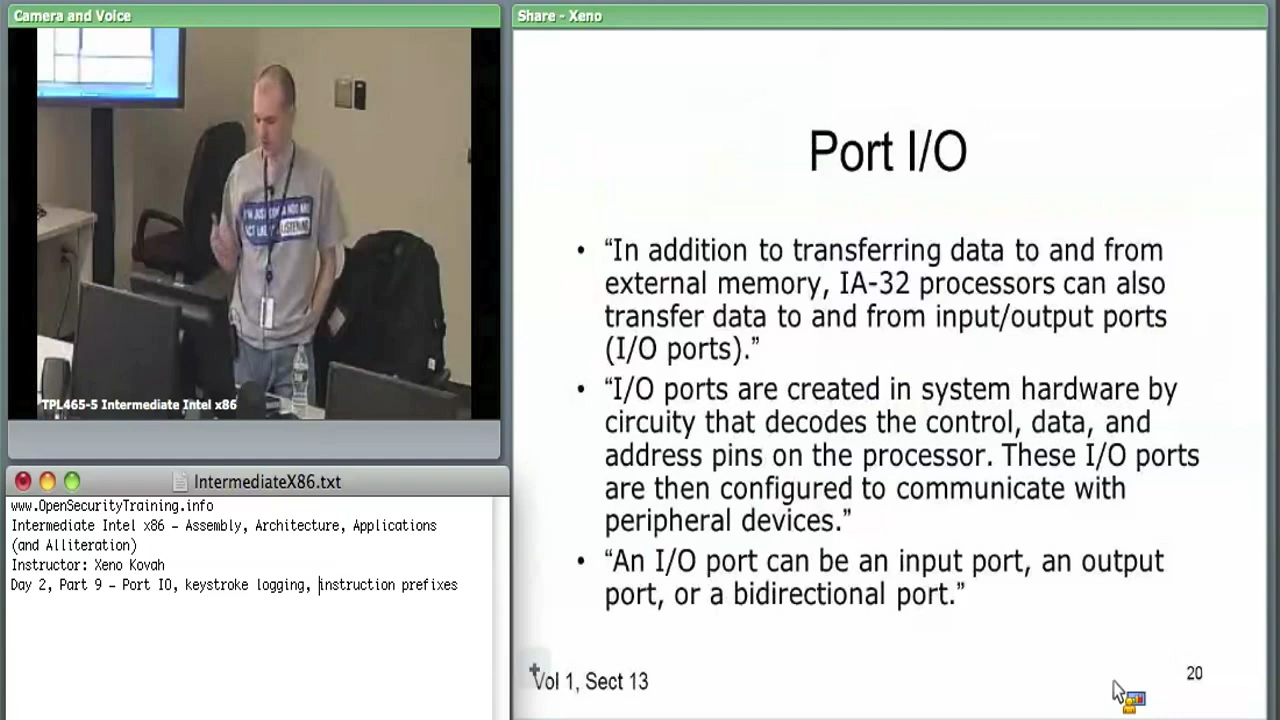 Camera and Voice
TPL465-5 Intermediate Intel x86
IntermediateX86.txt
www.OpenSecurityTraining.info
Intermediate Intel x86 – Assembly, Architecture, Applications
(and Alliteration)
Instructor: Xeno Kovah
Day 2, Part 9 – Port IO, keystroke logging, instruction prefixes
Share - Xeno
Port I/O
• “In addition to transferring data to and from
external memory, IA-32 processors can also
transfer data to and from input/output ports
(I/O ports).”
• “I/O ports are created in system hardware by
circuity that decodes the control, data, and
address pins on the processor. These I/O ports
are then configured to communicate with
peripheral devices.”
• “An I/O port can be an input port, an output
port, or a bidirectional port.”
Vol 1, Sect 13
20